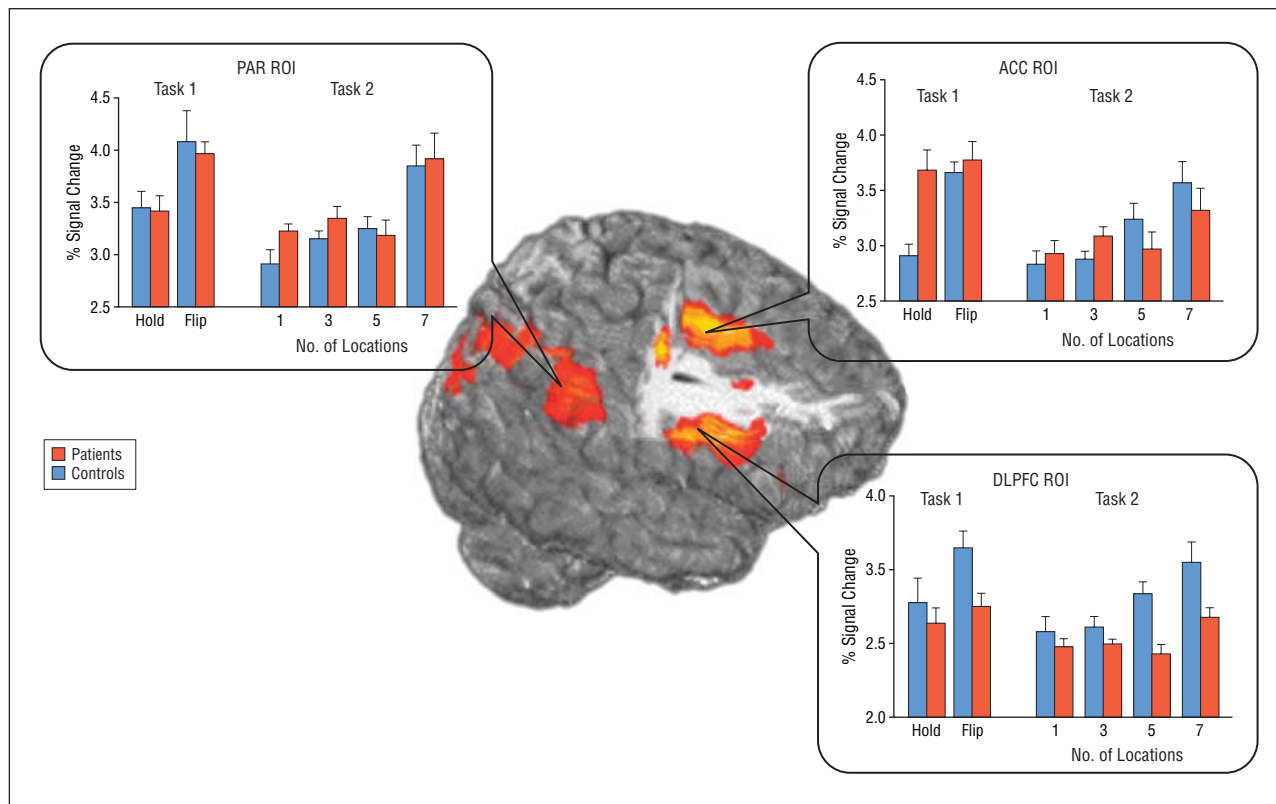 PAR ROI
Task 1 Task 2
% Signal Change
4.5
4.0
3.5
3.0
2.5
Hold Flip 1 3 5 7
No. of Locations
ACC ROI
Task 1 Task 2
% Signal Change
4.5
4.0
3.5
3.0
2.5
Hold Flip 1 3 5 7
No. of Locations
Patients
Controls
DLPFC ROI
Task 1 Task 2
% Signal Change
4.0
3.5
2.5
2.0
Hold Flip 1 3 5 7
No. of Locations